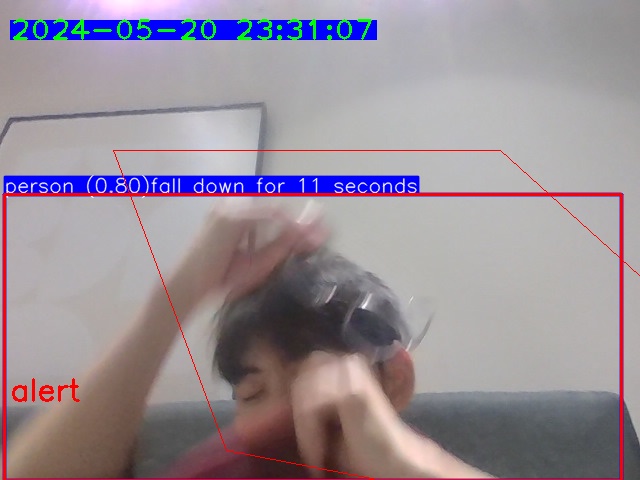 2024-05-20 23:31:07
person (0.80)fall down for 11 seconds
alert